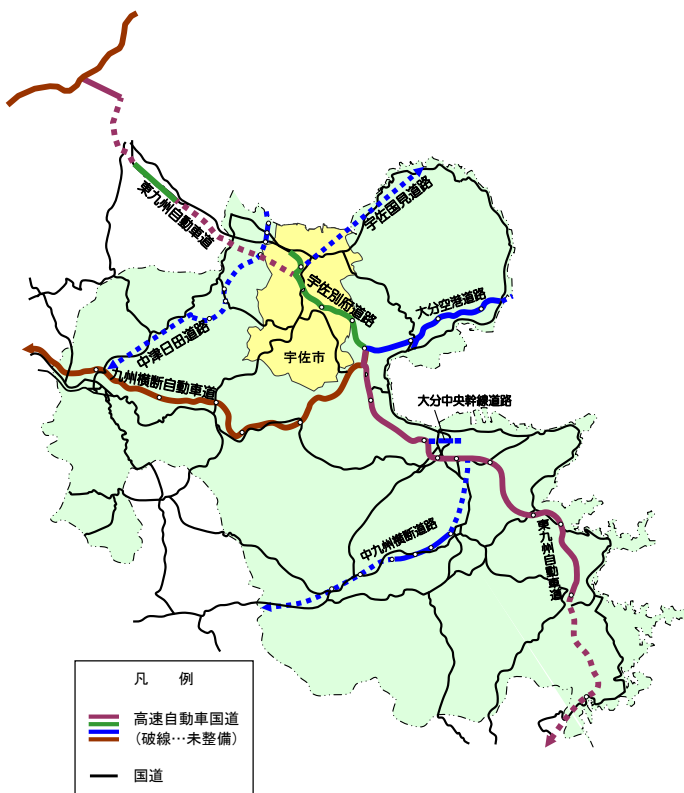 宇佐国見道路
東九州自動車道
宇佐別府道路
大分空港道路
中津日田道路
宇佐市
九州横断自動車道
大分中央幹線道路
中九州横断道路
東九州自動車道
凡 例
高速自動車国道
(破線…未整備)
国道